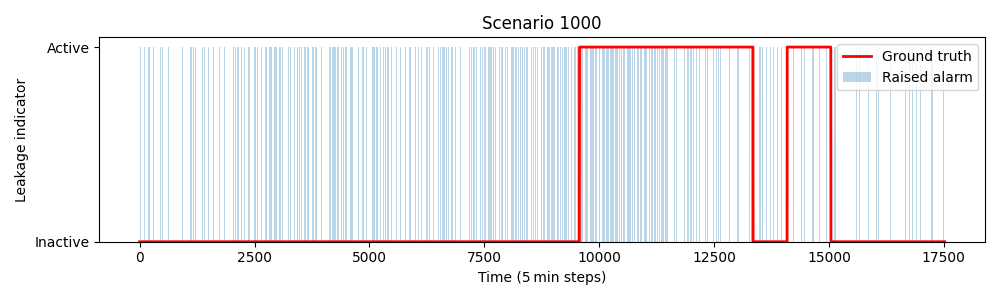 Scenario 1000
Active
Ground truth
Raised alarm
Leakage indicator
Inactive
0 2500 5000 7500 10000 12500 15000 17500
Time (5 min steps)